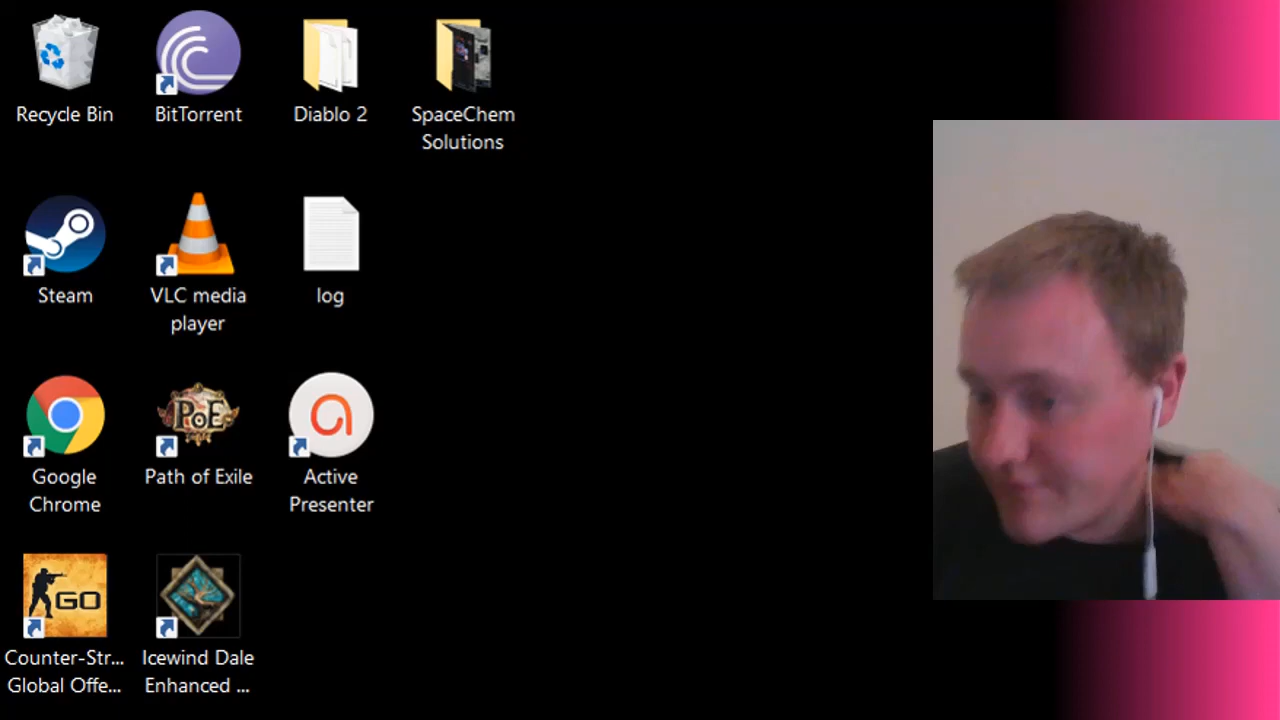 Recycle Bin
BitTorrent
Diablo 2
SpaceChem
Solutions
Steam
VLC media
player
log
Google
Chrome
PoE
Path of Exile
Active
Presenter
GO
Counter-Str...
Global Offe...
Icewind Dale
Enhanced ...